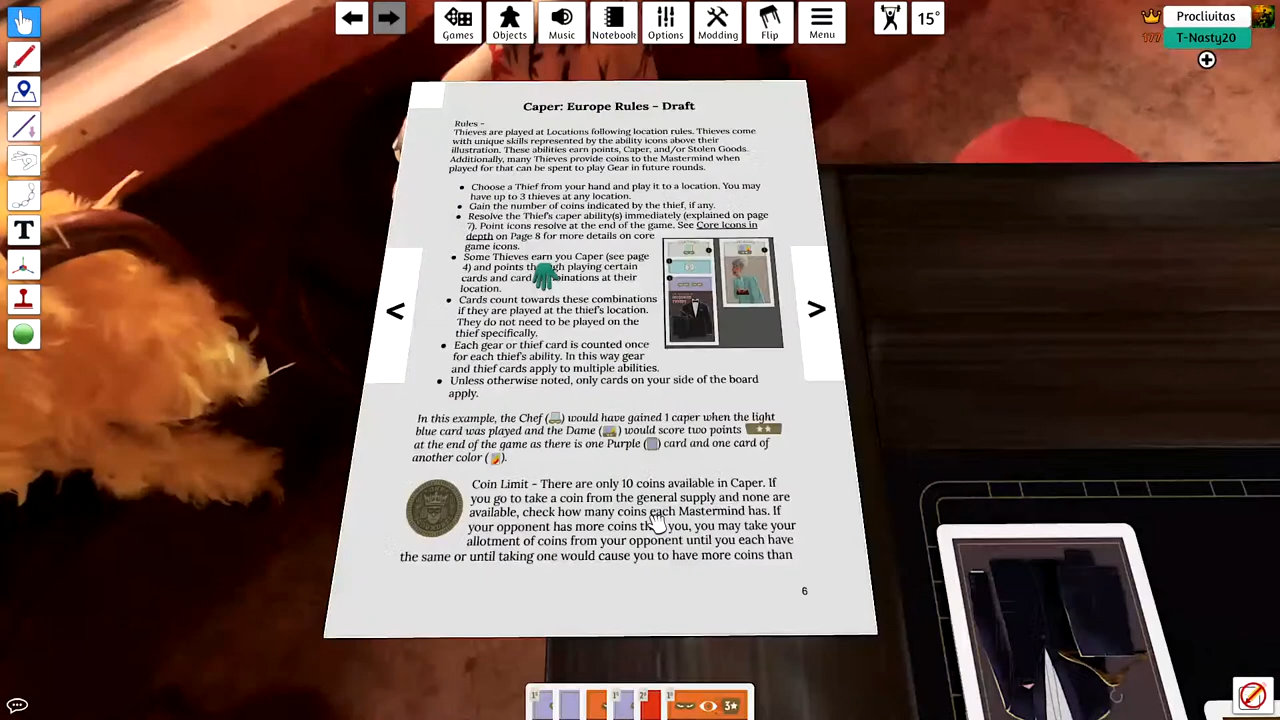 Games
Objects
Music
Notebook
Options
Modding
Flip
Menu
15°
Proclivitas
T-Nasty20
T
Caper: Europe Rules – Draft
Rules –
Thieves are played at Locations following location rules. Thieves come
with unique skills represented by the ability icons above their
illustration. These abilities earn points, Caper, and/or Stolen Goods.
Additionally, many Thieves provide coins to the Mastermind when
played for that can be spent to play Gear in future rounds.
• Choose a Thief from your hand and play it to a location. You may
have up to 3 thieves at any location.
• Gain the number of coins indicated by the thief, if any.
• Resolve the Thief's caper ability(s) immediately (explained on page
7). Point icons resolve at the end of the game. See Core Icons in
depth on Page 8 for more details on core
game icons.
• Some Thieves earn you Caper (see page
4) and points through playing certain
cards and card combinations at their
location.
• Cards count towards these combinations
if they are played at the thief's location.
They do not need to be played on the
thief specifically.
• Each gear or thief card is counted once
for each thief's ability. In this way gear
and thief cards apply to multiple abilities.
• Unless otherwise noted, only cards on your side of the board
apply.
<
>
In this example, the Chef ( ) would have gained 1 caper when the light
blue card was played and the Dame ( ) would score two points
at the end of the game as there is one Purple ( ) card and one card of
another color ( ).
Coin Limit – There are only 10 coins available in Caper. If
you go to take a coin from the general supply and none are
available, check how many coins each Mastermind has. If
your opponent has more coins than you, you may take your
allotment of coins from your opponent until you each have
the same or until taking one would cause you to have more coins than
6
3★